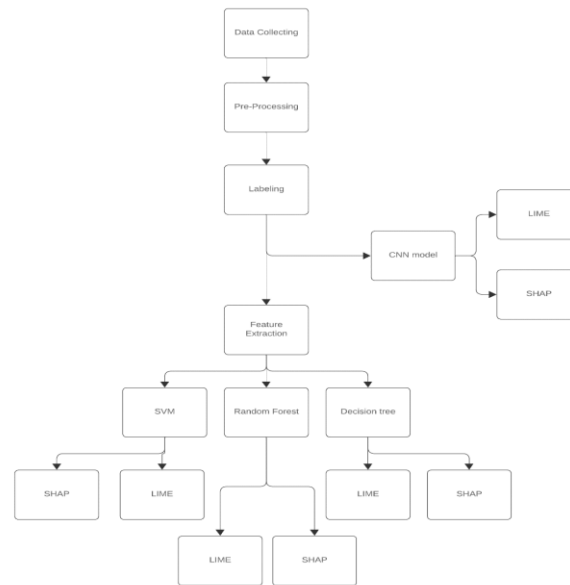 Data Collecting
Pre-Processing
Labeling
LIME
CNN model
SHAP
Feature
Extraction
SVM
Random Forest
Decision tree
SHAP
LIME
LIME
SHAP
LIME
SHAP